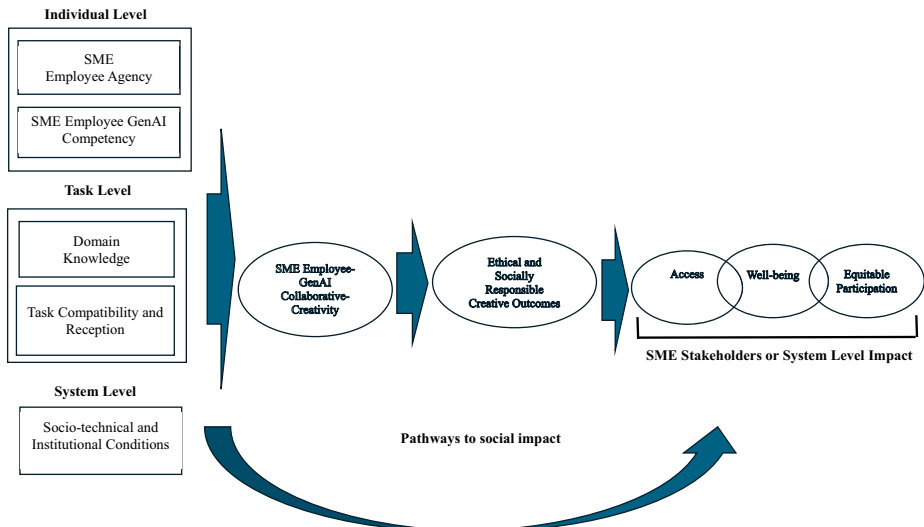 Individual Level
SME
Employee Agency
SME Employee GenAI
Competency
Task Level
Domain
Knowledge
Task Compatibility and
Reception
System Level
Socio-technical and
Institutional Conditions
SME Employee-
GenAI
Collaborative-
Creativity
Ethical and
Socially
Responsible
Creative Outcomes
Access
Well-being
Equitable
Participation
SME Stakeholders or System Level Impact
Pathways to social impact